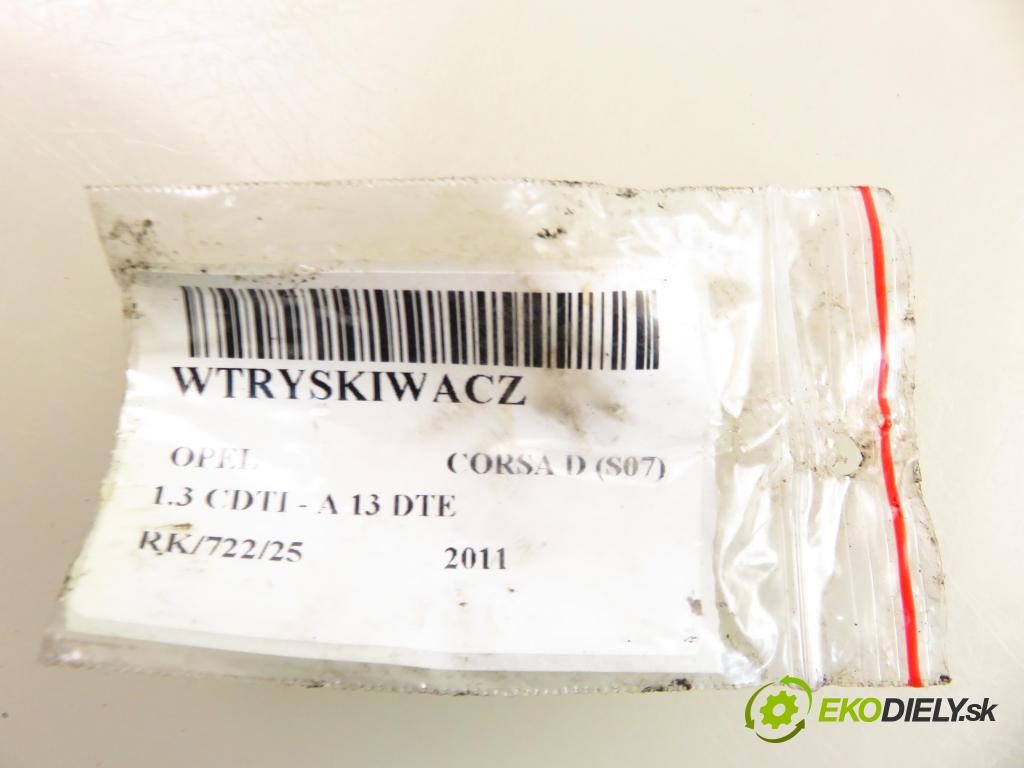 WTRYSKIWACZ
OPEL CORSA D (S07)
1.3 CDTI - A 13 DTE
RK/722/25 2011
EKODIELY.sk